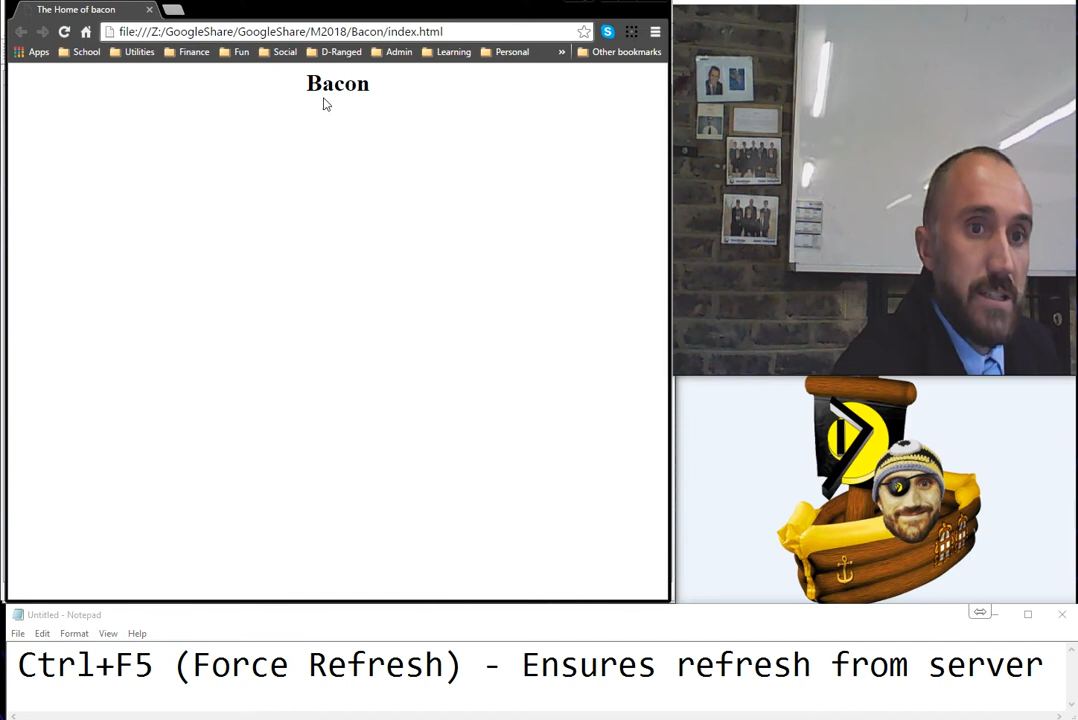 The Home of bacon
file:///Z:/GoogleShare/GoogleShare/M2018/Bacon/index.html
Apps School Utilities Finance Fun Social D-Ranged Admin Learning Personal » Other bookmarks
Bacon
Untitled - Notepad
File Edit Format View Help
Ctrl+F5 (Force Refresh) - Ensures refresh from server